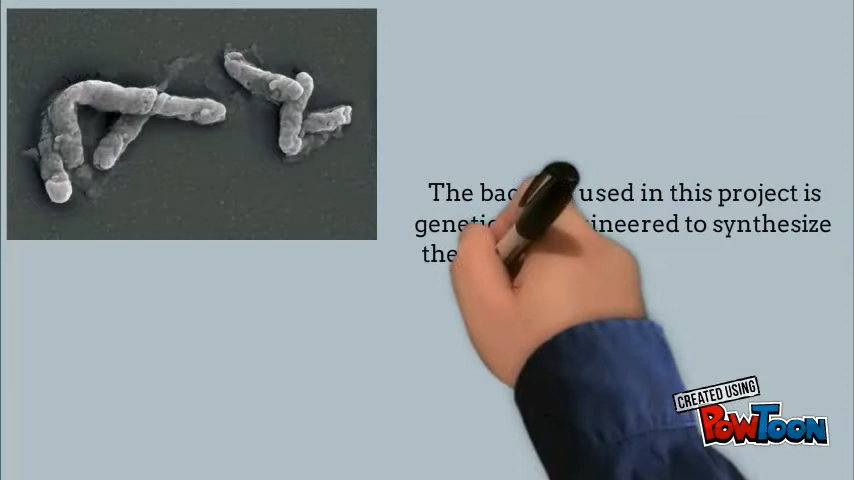 The used in this project is
to synthesize
the
CREATED USING
POWTOON